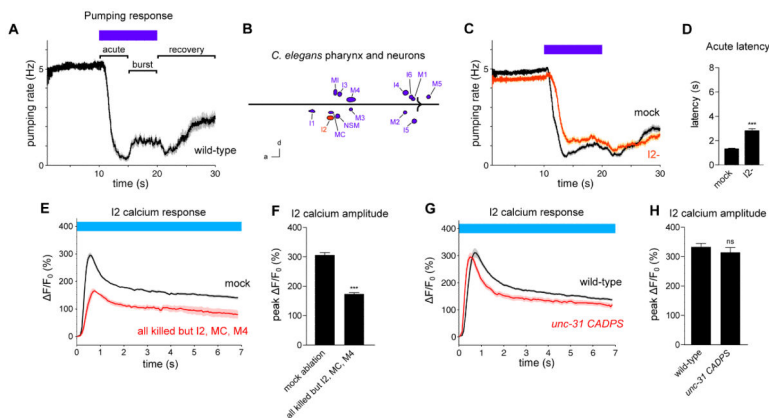 Pumping response
A
acute
recovery
burst
pumping rate (Hz)
5
0
wild-type
0
10
20
30
time (s)
B
C. elegans pharynx and neurons
MI
I3
M4
I4
I6
M1
M5
I1
I2
MC
NSM
M3
M2
I5
d
a
C
pumping rate (Hz)
5
0
mock
I2-
0
10
20
30
time (s)
D
Acute latency
latency (s)
6
4
2
0
***
mock
I2-
E
I2 calcium response
ΔF/F0 (%)
400
300
200
100
0
mock
all killed but I2, MC, M4
0 1 2 3 4 5 6 7
time (s)
F
I2 calcium amplitude
peak ΔF/F0 (%)
400
300
200
100
0
***
mock ablation
all killed but I2, MC, M4
G
I2 calcium response
ΔF/F0 (%)
400
300
200
100
0
wild-type
unc-31 CADPS
0 1 2 3 4 5 6 7
time (s)
H
I2 calcium amplitude
peak ΔF/F0 (%)
400
300
200
100
0
ns
wild-type
unc-31 CADPS